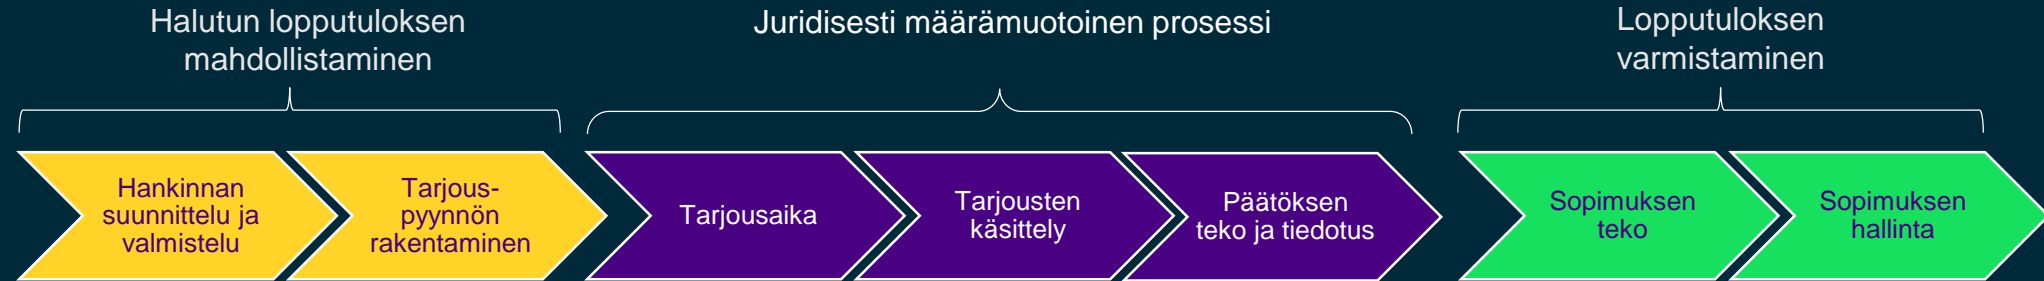 Halutun lopputuloksen
mahdollistaminen
Juridisesti määrämuotoinen prosessi
Lopputuloksen
varmistaminen
Hankinnan
suunnittelu ja
valmistelu
Tarjous-
pyynnön
rakentaminen
Tarjousaika
Tarjousten
käsittely
Päätöksen
teko ja tiedotus
Sopimuksen
teko
Sopimuksen
hallinta